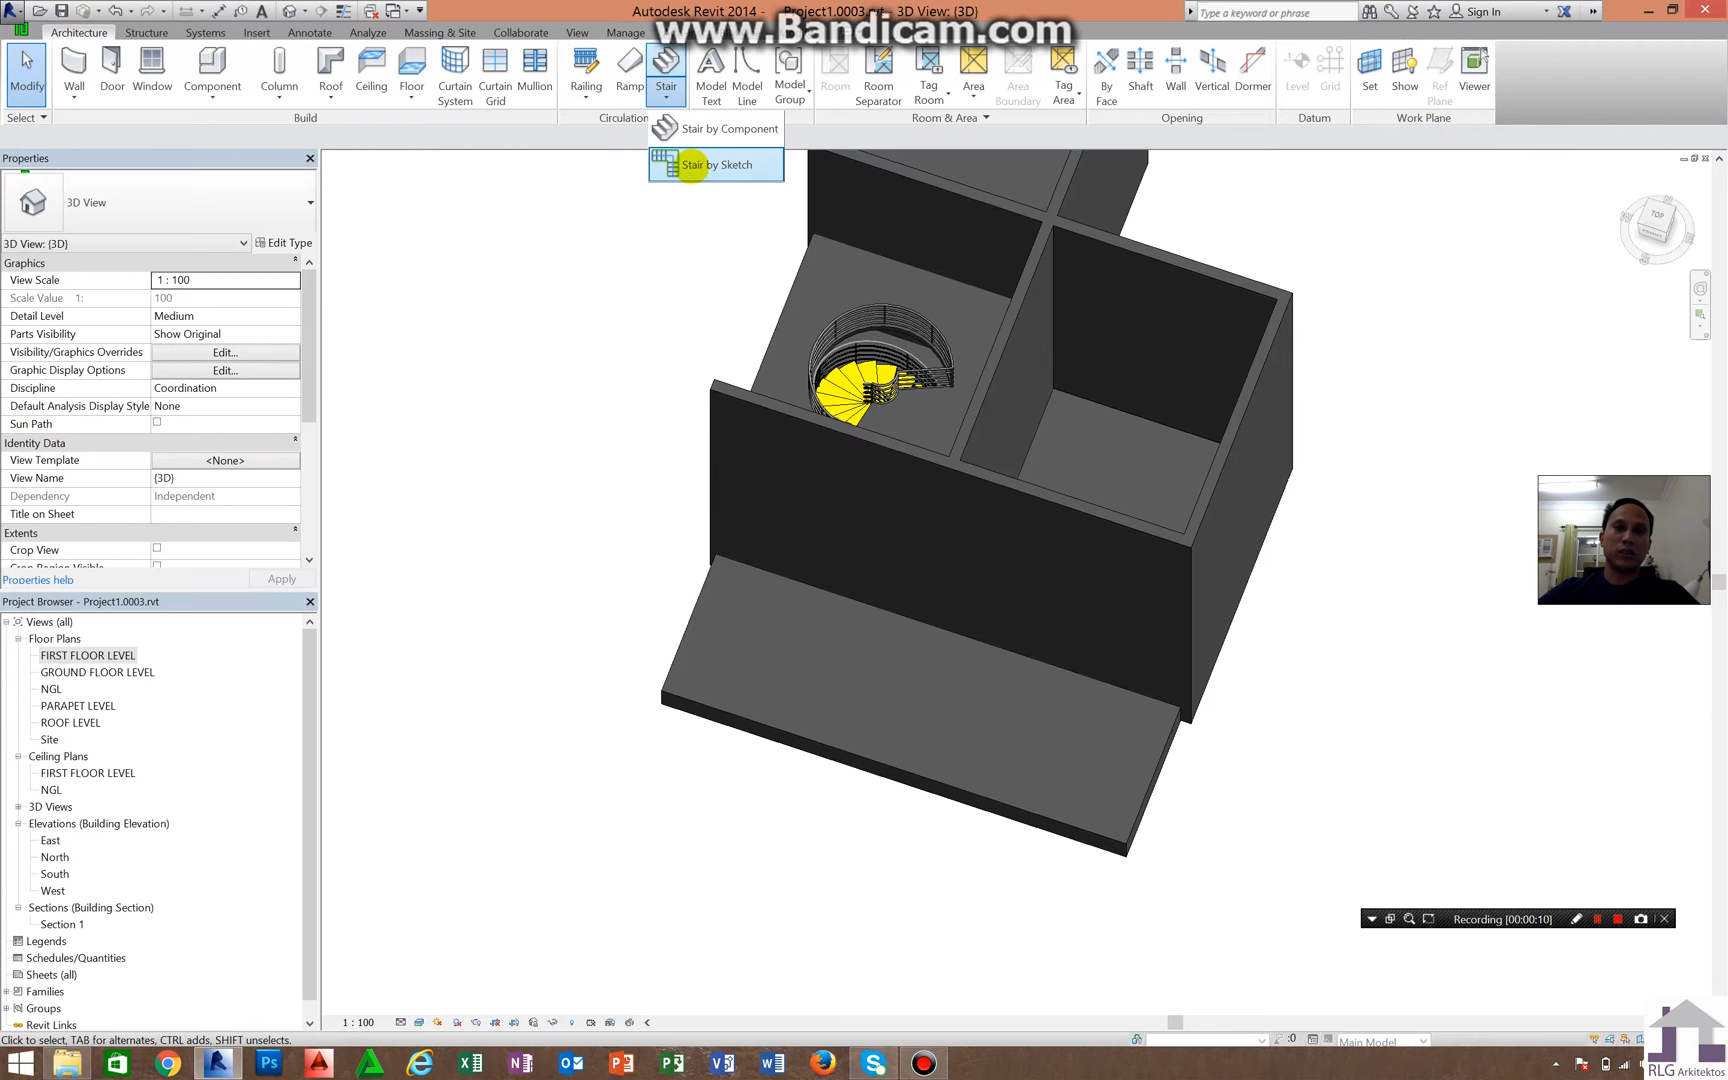 Autodesk Revit 2014 - Project1.0003.rvt - 3D View: {3D}
Type a keyword or phrase
Sign In
www.Bandicam.com
Architecture Structure Systems Insert Annotate Analyze Massing & Site Collaborate View Manage
Modify Wall Door Window Component Column Roof Ceiling Floor Curtain System Curtain Grid Mullion Railing Ramp Stair Model Text Model Line Model Group Room Room Separator Tag Room Area Area Boundary Tag Area By Face Shaft Wall Vertical Dormer Level Grid Set Show Ref Plane Viewer
Select Build Circulation Room & Area Opening Datum Work Plane
Stair by Component
Stair by Sketch
Properties
3D View
3D View: {3D} Edit Type
Graphics
View Scale 1 : 100
Scale Value 1: 100
Detail Level Medium
Parts Visibility Show Original
Visibility/Graphics Overrides Edit...
Graphic Display Options Edit...
Discipline Coordination
Default Analysis Display Style None
Sun Path
Identity Data
View Template <None>
View Name {3D}
Dependency Independent
Title on Sheet
Extents
Crop View
Crop Region Visible
Properties help Apply
Project Browser - Project1.0003.rvt
Views (all)
Floor Plans
FIRST FLOOR LEVEL
GROUND FLOOR LEVEL
NGL
PARAPET LEVEL
ROOF LEVEL
Site
Ceiling Plans
FIRST FLOOR LEVEL
NGL
3D Views
Elevations (Building Elevation)
East
North
South
West
Sections (Building Section)
Section 1
Legends
Schedules/Quantities
Sheets (all)
Families
Groups
Revit Links
TOP
Recording [00:00:10]
1 : 100
Click to select, TAB for alternates, CTRL adds, SHIFT unselects.
:0 Main Model
RLG Arkitektos